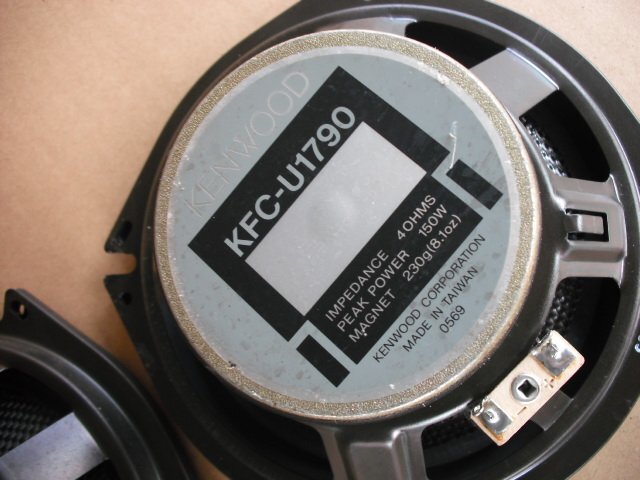 KENWOOD
KFC-U1790
IMPEDANCE 4OHMS
PEAK POWER 150W
MAGNET 230g(8.1oz)
KENWOOD CORPORATION
MADE IN TAIWAN
0569